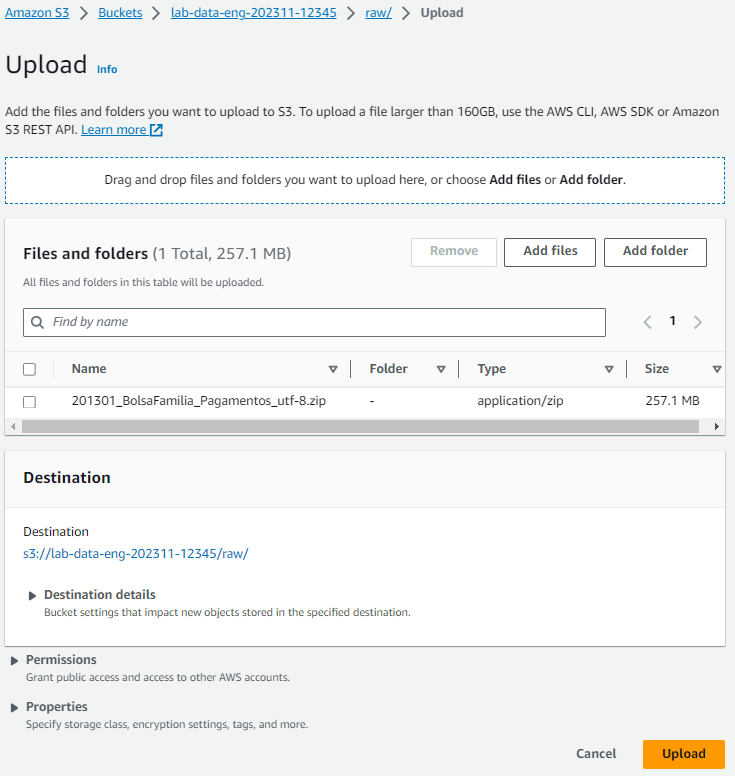 Amazon S3 > Buckets > lab-data-eng-202311-12345 > raw/ > Upload
Upload Info
Add the files and folders you want to upload to S3. To upload a file larger than 160GB, use the AWS CLI, AWS SDK or Amazon
S3 REST API. Learn more
Drag and drop files and folders you want to upload here, or choose Add files or Add folder.
Files and folders (1 Total, 257.1 MB)
Remove
Add files
Add folder
All files and folders in this table will be uploaded.
Find by name
1
Name Folder Type Size
201301_BolsaFamilia_Pagamentos_utf-8.zip - application/zip 257.1 MB
Destination
Destination
s3://lab-data-eng-202311-12345/raw/
Destination details
Bucket settings that impact new objects stored in the specified destination.
Permissions
Grant public access and access to other AWS accounts.
Properties
Specify storage class, encryption settings, tags, and more.
Cancel Upload